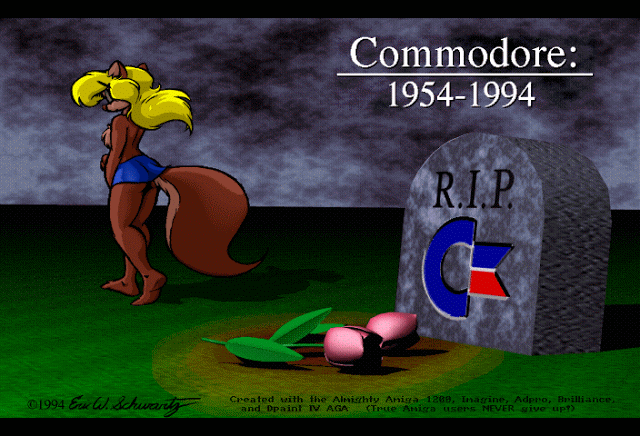 Commodore:
1954-1994
R.I.P.
©1994 Eric W. Schwartz
Created with the Almighty Amiga 1200, Imagine, Adpro, Brilliance,
and Dpaint IV AGA (True Amiga users NEVER give up!)